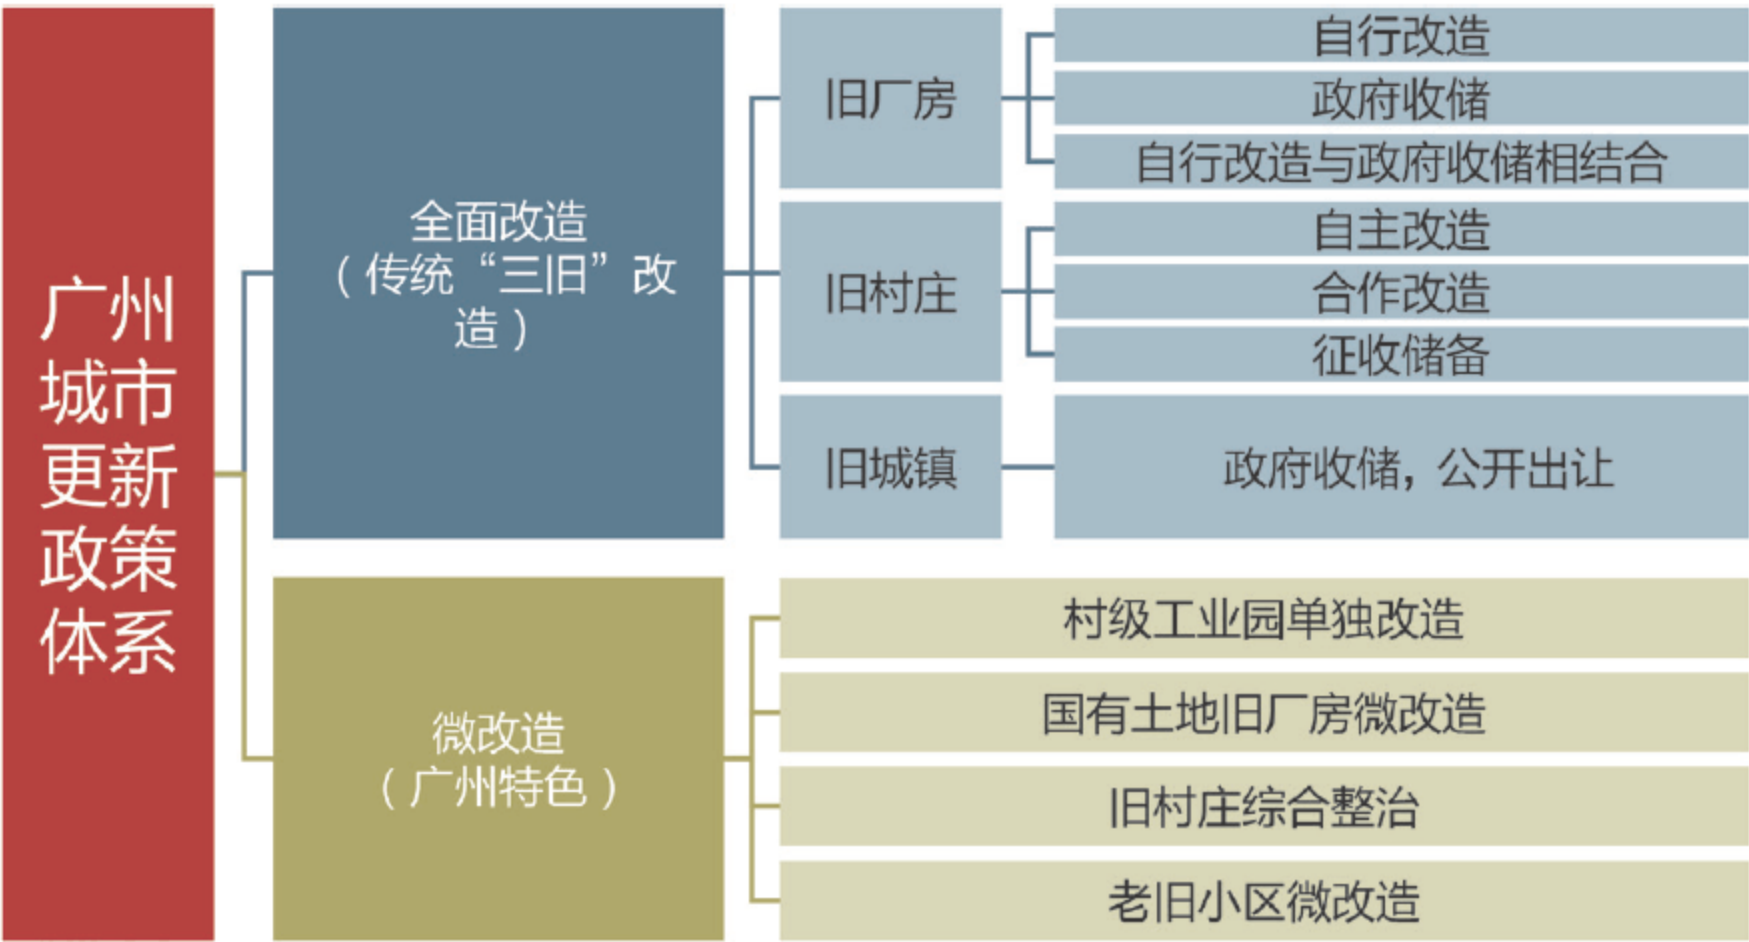 广州
城市
更新
政策
体系
全面改造
（传统“三旧”改
造）
旧厂房
自行改造
政府收储
自行改造与政府收储相结合
旧村庄
自主改造
合作改造
征收储备
旧城镇
政府收储，公开出让
微改造
（广州特色）
村级工业园单独改造
国有土地旧厂房微改造
旧村庄综合整治
老旧小区微改造